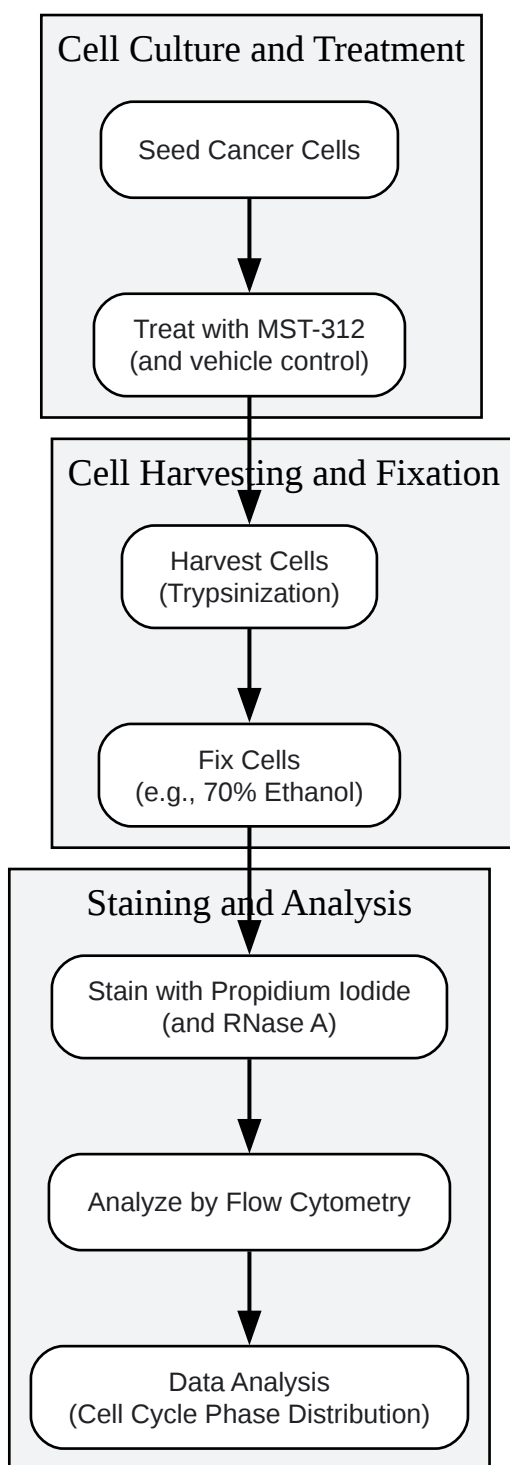 Cell Culture and Treatment
Seed Cancer Cells
Treat with MST-312
(and vehicle control)
Cell Harvesting and Fixation
Harvest Cells
(Trypsinization)
Fix Cells
(e.g., 70% Ethanol)
Staining and Analysis
Stain with Propidium Iodide
(and RNase A)
Analyze by Flow Cytometry
Data Analysis
(Cell Cycle Phase Distribution)